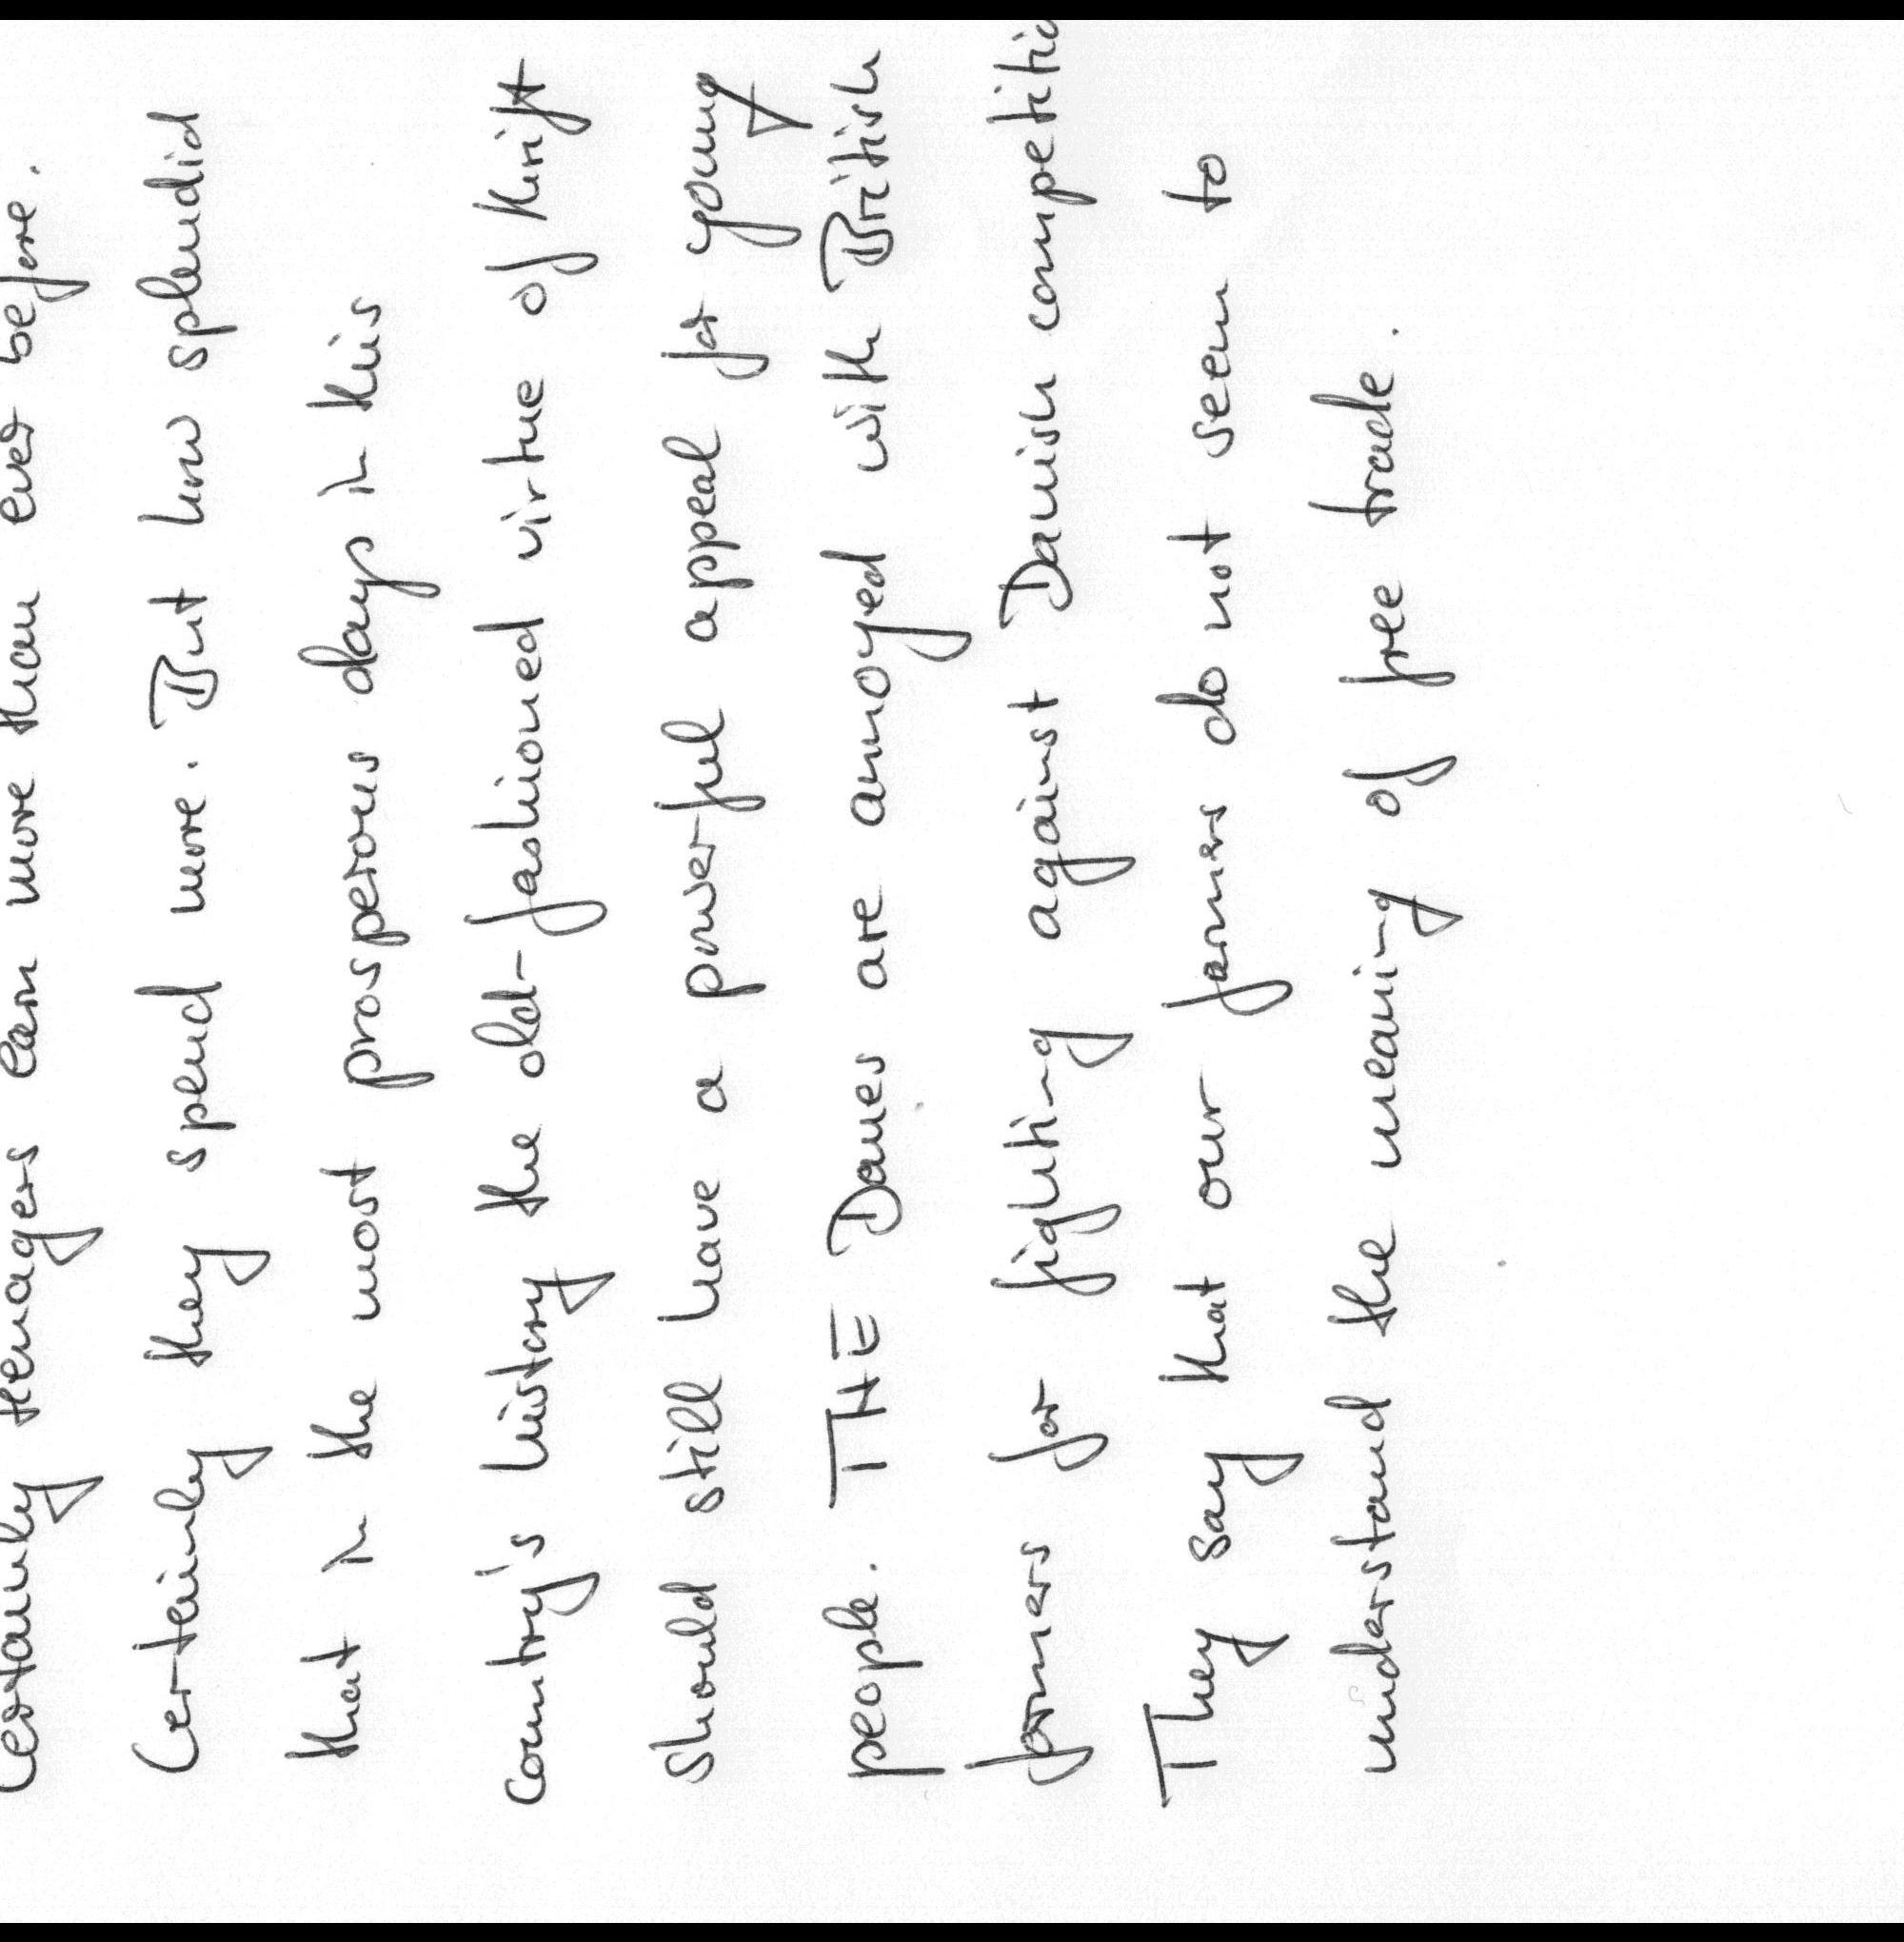 Certainly teenagers earn more than ever before.
Certainly they spend more. But how splendid
that in the most prosperous days in this
country's history the old-fashioned virtue of thrift
should still have a powerful appeal for young
people. THE Danes are annoyed with British
farmers for fighting against Danish competitio
They say that our farmers do not seem to
understand the meaning of free trade.